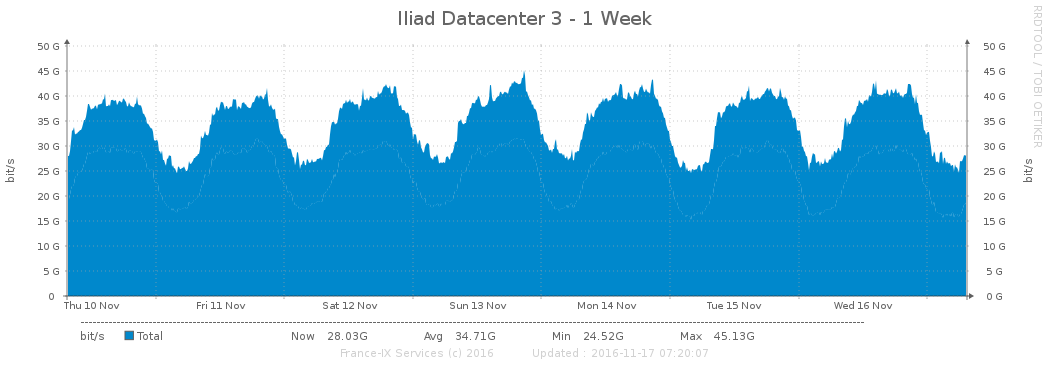 Iliad Datacenter 3 - 1 Week
RRDTOOL / TOBI OETIKER
bit/s
50 G 50 G
45 G 45 G
40 G 40 G
35 G 35 G
30 G 30 G
25 G 25 G
20 G 20 G
15 G 15 G
10 G 10 G
5 G 5 G
0 0 G
bit/s
Thu 10 Nov Fri 11 Nov Sat 12 Nov Sun 13 Nov Mon 14 Nov Tue 15 Nov Wed 16 Nov
bit/s Total Now 28.03G Avg 34.71G Min 24.52G Max 45.13G
France-IX Services (c) 2016 Updated : 2016-11-17 07:20:07